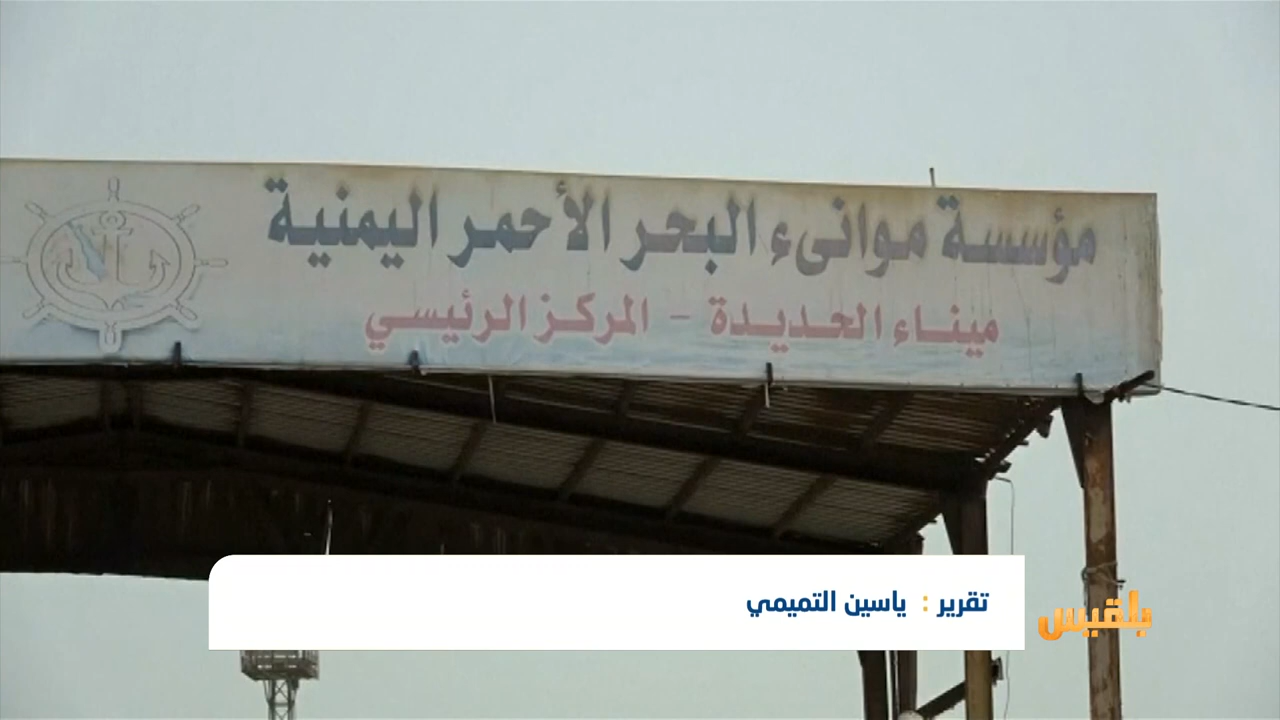 مؤسسة موانىء البحر الأحمر اليمنية
ميناء الحديدة - المركز الرئيسي
تقرير : ياسين التميمي
بلقيس